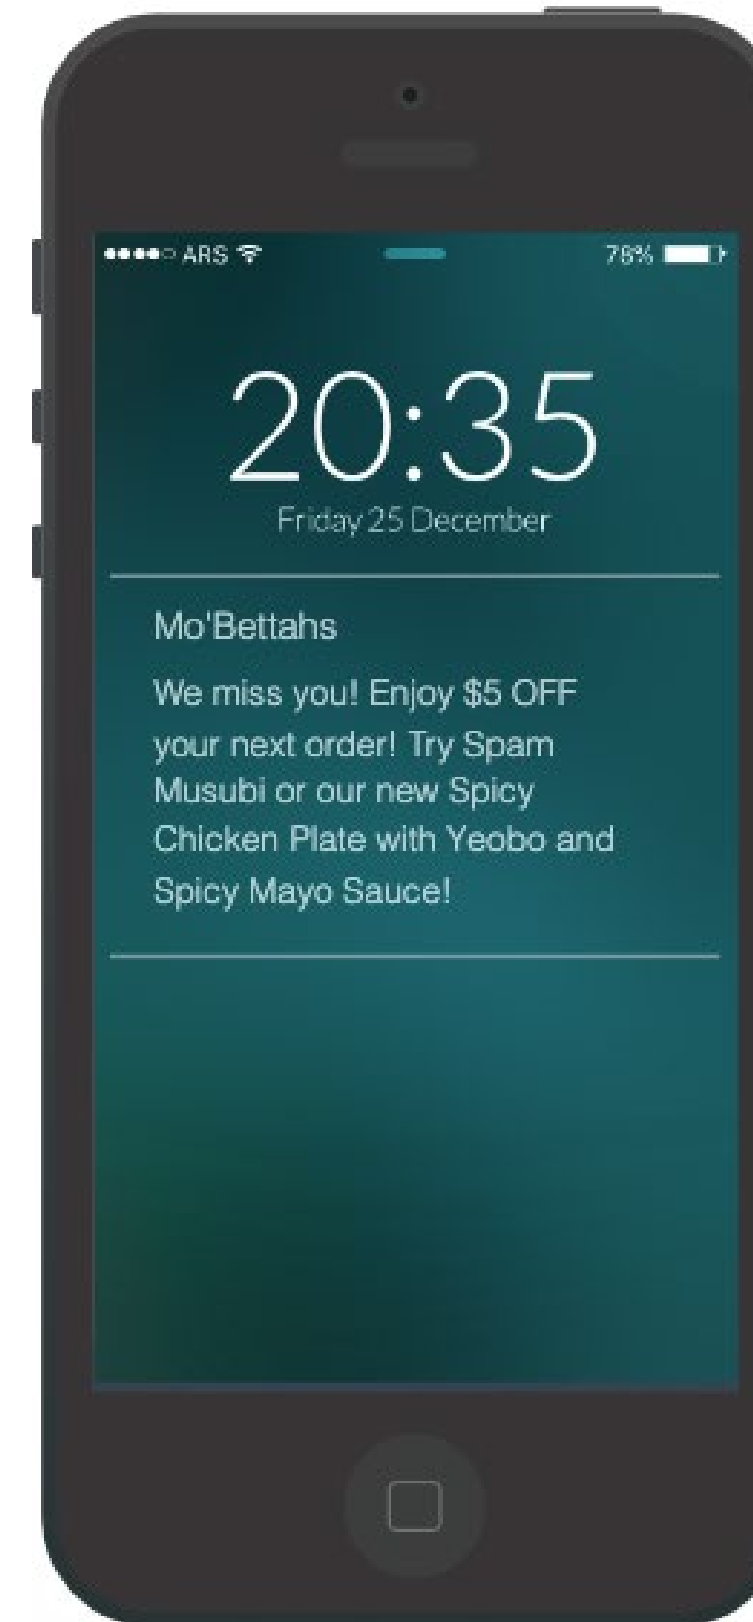 ARS 78%
20:35
Friday 25 December
Mo'Bettahs
We miss you! Enjoy $5 OFF
your next order! Try Spam
Musubi or our new Spicy
Chicken Plate with Yeobo and
Spicy Mayo Sauce!